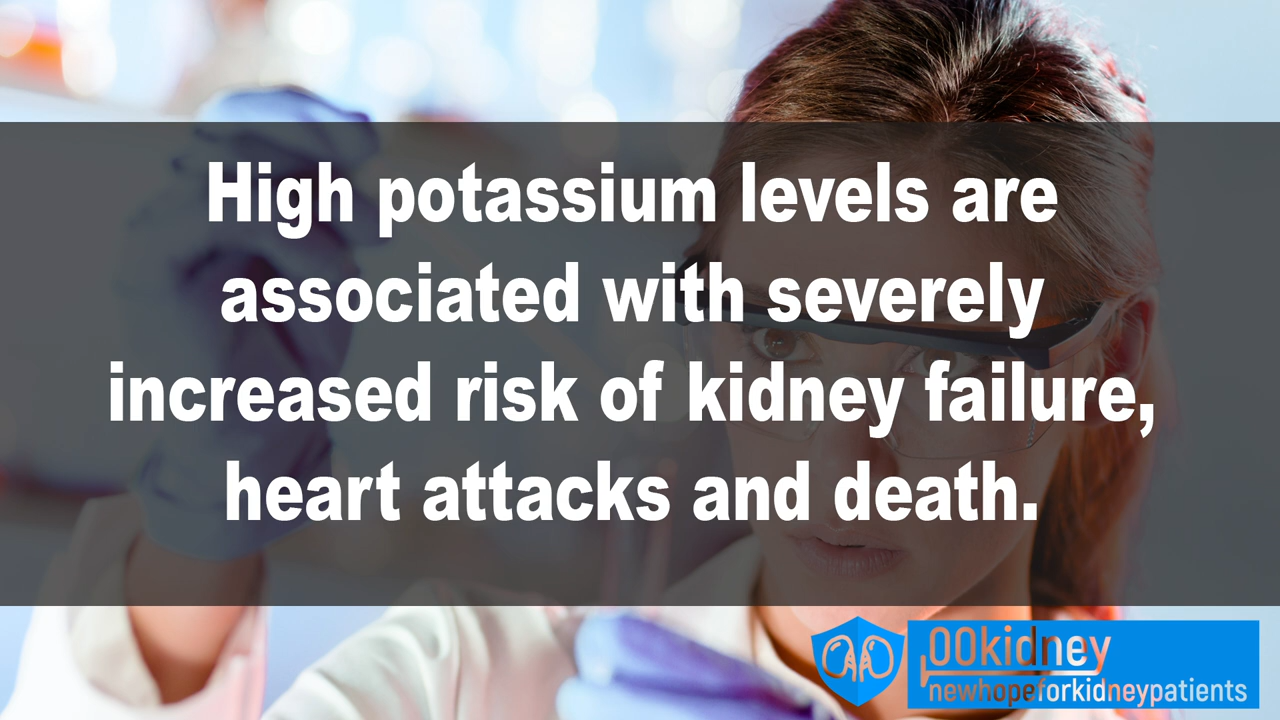 High potassium levels are
associated with severely
increased risk of kidney failure,
heart attacks and death.
00kidney
newhopeforkidneypatients